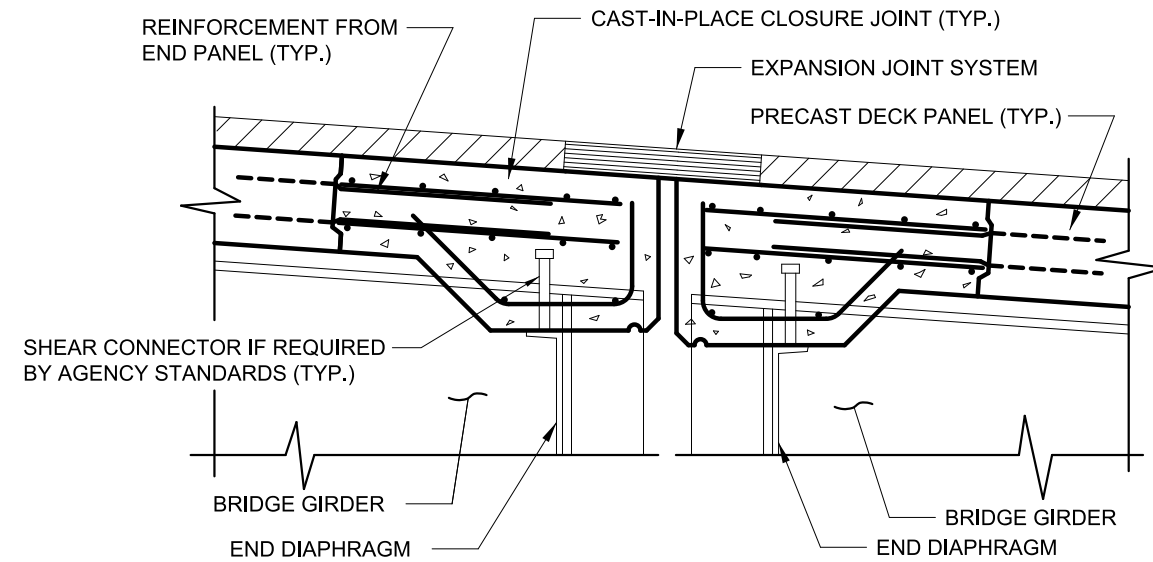 REINFORCEMENT FROM
END PANEL (TYP.)
CAST-IN-PLACE CLOSURE JOINT (TYP.)
EXPANSION JOINT SYSTEM
PRECAST DECK PANEL (TYP.)
SHEAR CONNECTOR IF REQUIRED
BY AGENCY STANDARDS (TYP.)
BRIDGE GIRDER
END DIAPHRAGM
BRIDGE GIRDER
END DIAPHRAGM